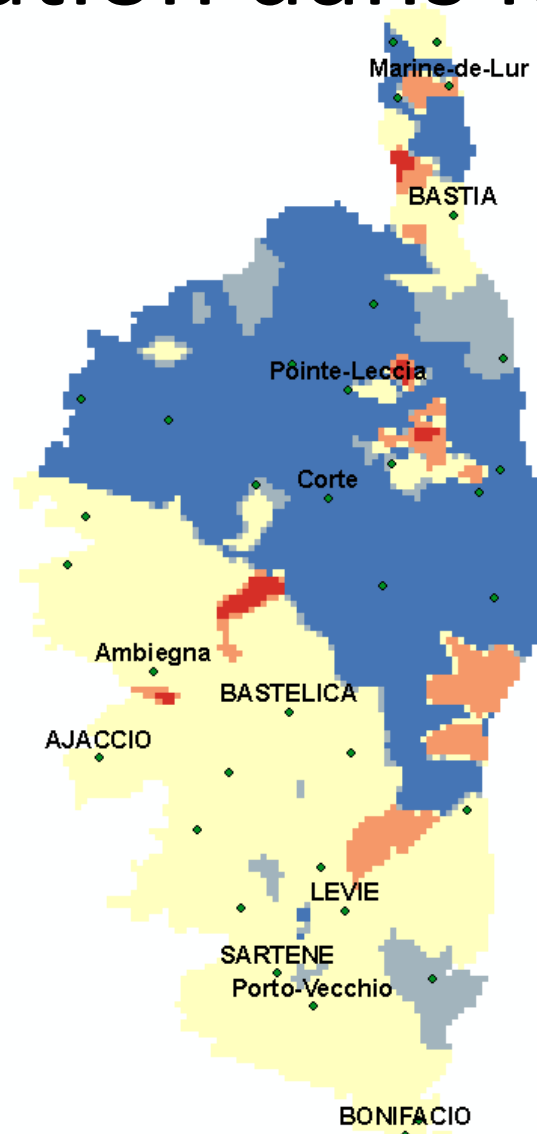 Marine-de-Lur
BASTIA
Pointe-Leccia
Corte
Ambiegna
BASTELICA
AJACCIO
LEVIE
SARTENE
Porto-Vecchio
BONIFACIO